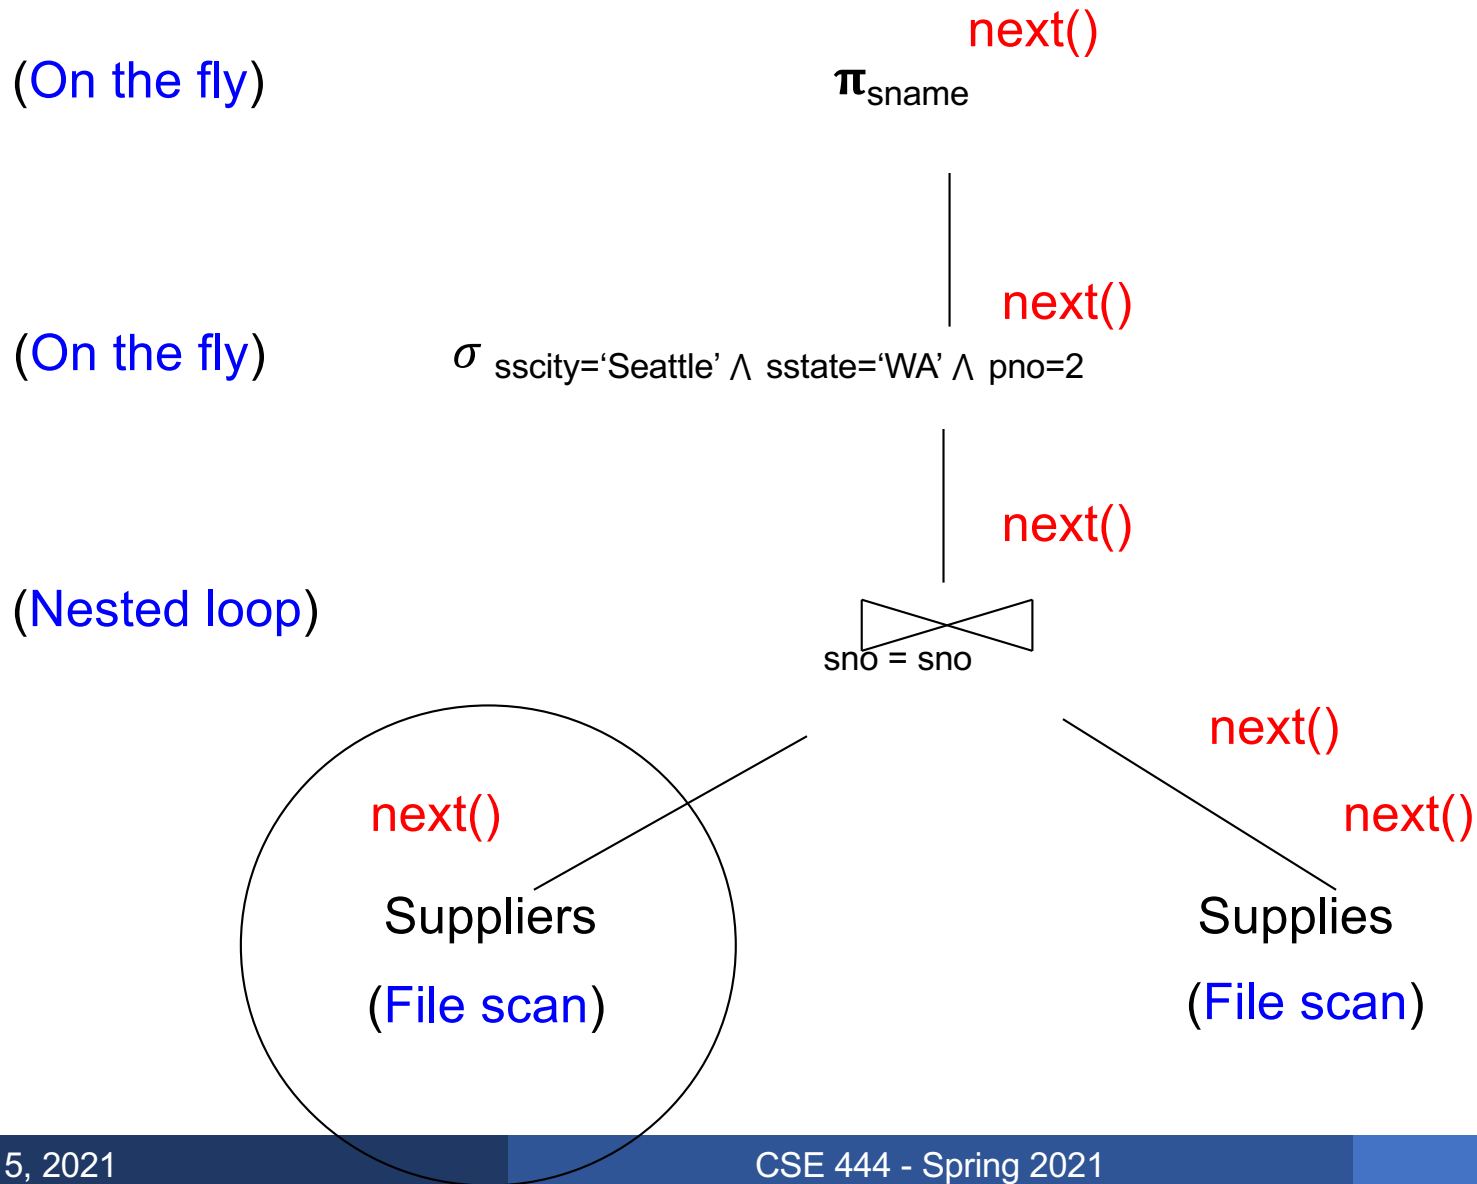 next()
(On the fly)
π sname
next()
(On the fly)
σ sscity=‘Seattle’ ∧ sstate=‘WA’ ∧ pno=2
next()
(Nested loop)
sno = sno
next()
next()
next()
Suppliers
Supplies
(File scan)
(File scan)
5, 2021
CSE 444 - Spring 2021